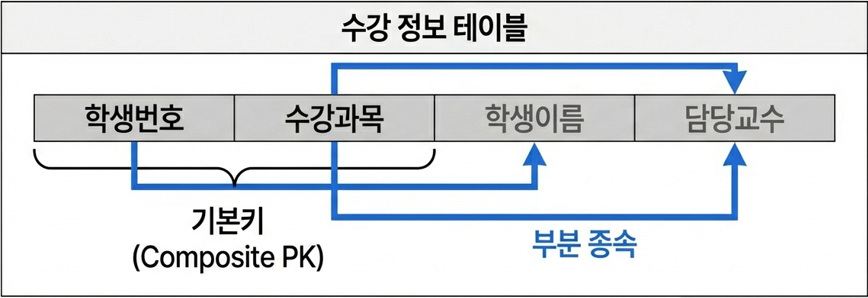 수강 정보 테이블
학생번호 수강과목 학생이름 담당교수
기본키
(Composite PK)
부분 종속